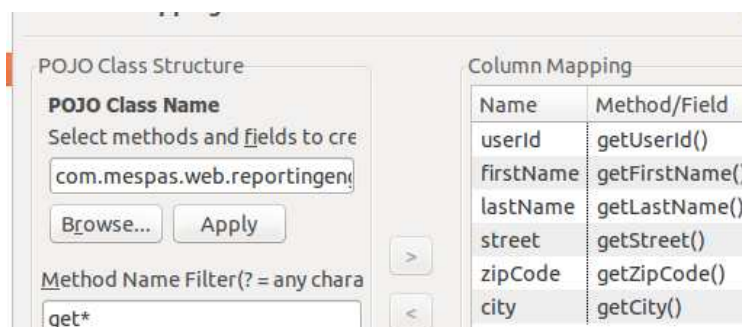 POJO Class Structure
POJO Class Name
Select methods and fields to cre
com.mespas.web.reportingeng
Browse... Apply
Method Name Filter(? = any chara
get*
>
<
Column Mapping
Name Method/Field
userId getUserId()
firstName getFirstName()
lastName getLastName()
street getStreet()
zipCode getZipCode()
city getCity()